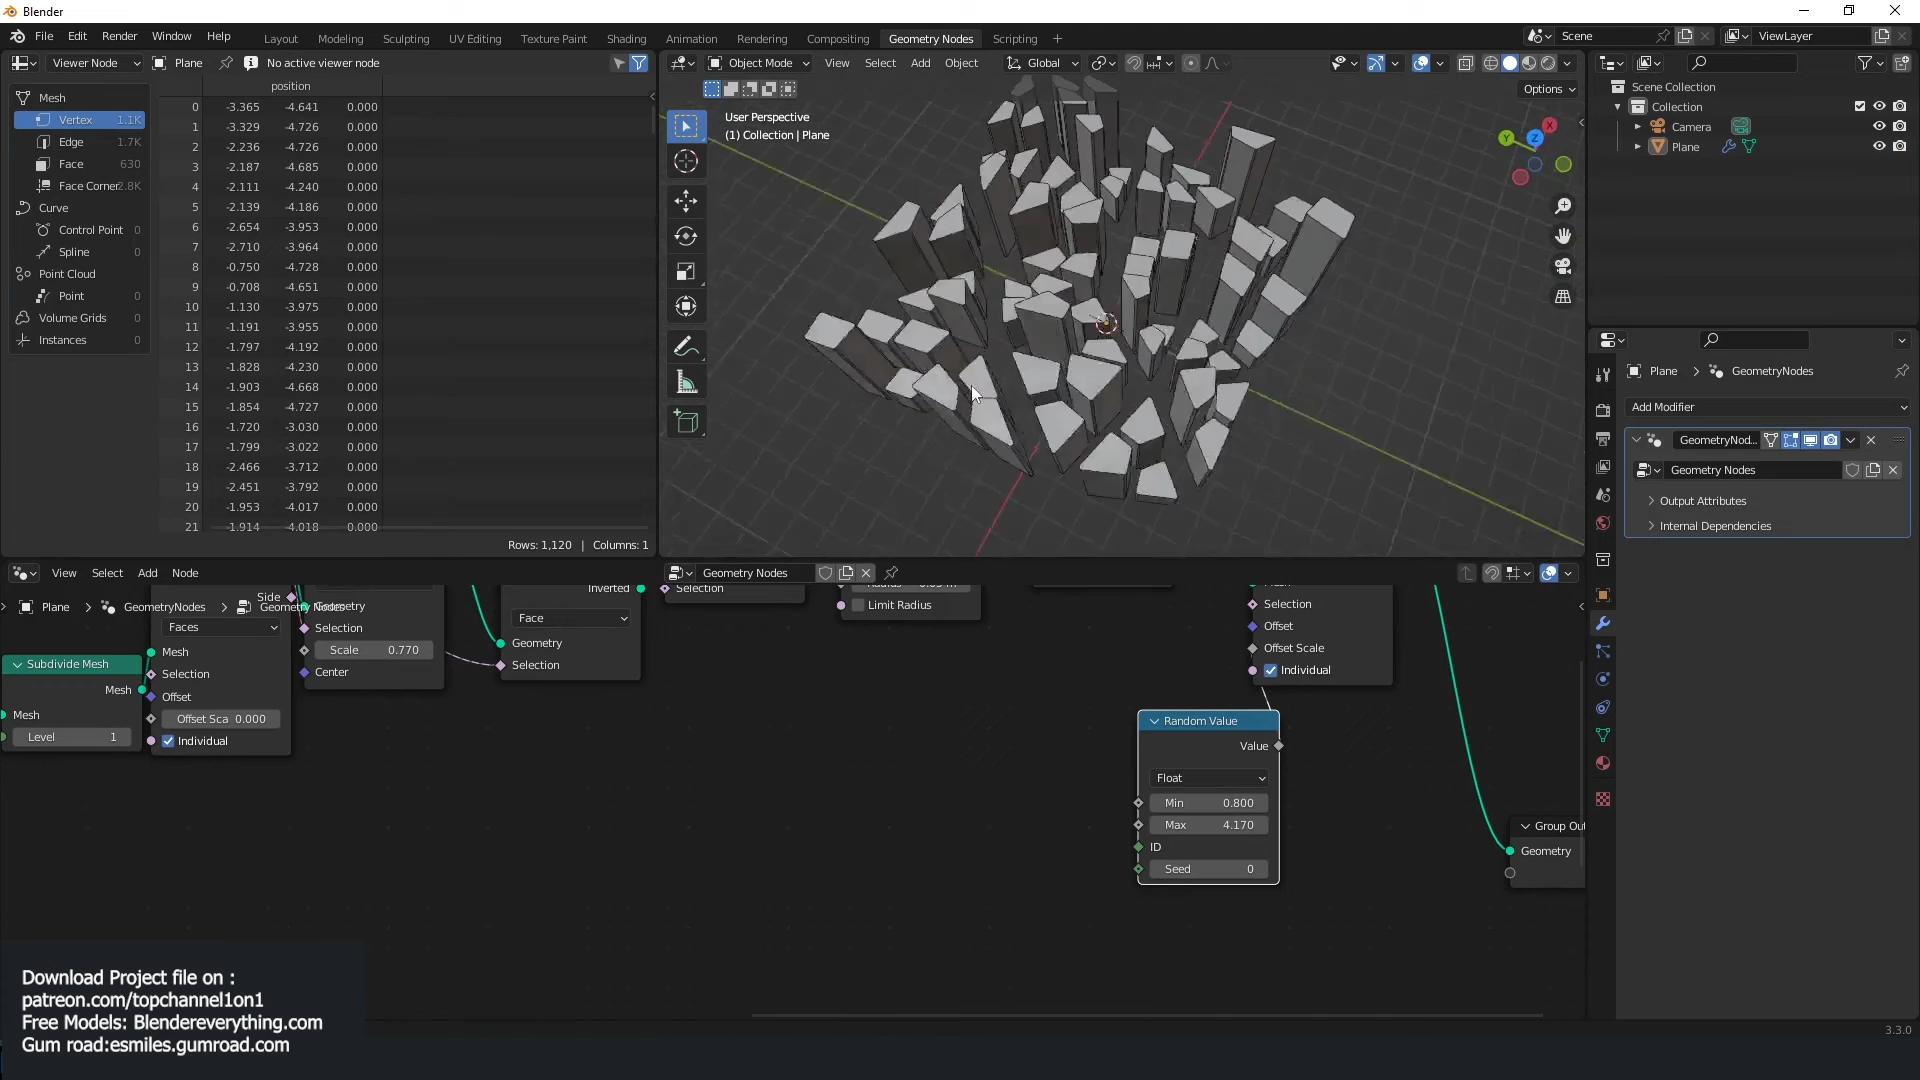 Blender
File Edit Render Window Help
Layout Modeling Sculpting UV Editing Texture Paint Shading Animation Rendering Compositing Geometry Nodes Scripting
Scene
ViewLayer
Viewer Node
Plane
No active viewer node
position
Mesh
Vertex 1.1K
Edge 1.7K
Face 630
Face Corner 2.8K
Curve
Control Point 0
Spline 0
Point Cloud
Point 0
Volume Grids 0
Instances 0
0 -3.365 -4.641 0.000
1 -3.329 -4.726 0.000
2 -2.236 -4.726 0.000
3 -2.187 -4.685 0.000
4 -2.111 -4.240 0.000
5 -2.139 -4.186 0.000
6 -2.654 -3.953 0.000
7 -2.710 -3.964 0.000
8 -0.750 -4.728 0.000
9 -0.708 -4.651 0.000
10 -1.130 -3.975 0.000
11 -1.191 -3.955 0.000
12 -1.797 -4.192 0.000
13 -1.828 -4.230 0.000
14 -1.903 -4.668 0.000
15 -1.854 -4.727 0.000
16 -1.720 -3.030 0.000
17 -1.799 -3.022 0.000
18 -2.466 -3.712 0.000
19 -2.451 -3.792 0.000
20 -1.953 -4.017 0.000
21 -1.914 -4.018 0.000
Rows: 1,120 | Columns: 1
Object Mode
View Select Add Object
Global
Options
User Perspective
(1) Collection | Plane
X
Y
Z
Scene Collection
Collection
Camera
Plane
Plane
GeometryNodes
Add Modifier
GeometryNod...
Geometry Nodes
Output Attributes
Internal Dependencies
View Select Add Node
Geometry Nodes
Plane
GeometryNodes
Geometry Nodes
Subdivide Mesh
Mesh
Mesh
Level 1
Side
Faces
Mesh
Selection
Offset
Offset Sca 0.000
Individual
Geometry
Selection
Scale 0.770
Center
Inverted
Face
Geometry
Selection
Selection
Limit Radius
Selection
Offset
Offset Scale
Individual
Random Value
Value
Float
Min 0.800
Max 4.170
ID
Seed 0
Group Out
Geometry
Download Project file on :
patreon.com/topchannel1on1
Free Models: Blendereverything.com
Gum road:esmiles.gumroad.com
3.3.0